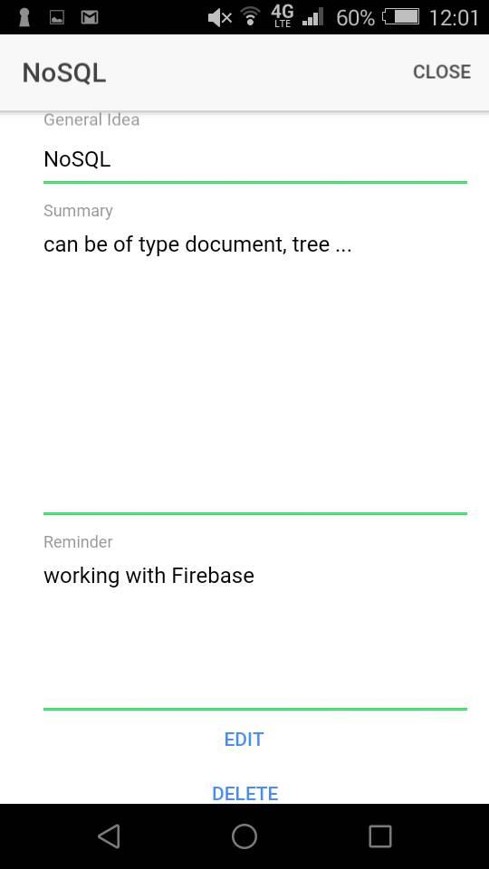 4G
LTE
60%
12:01
NoSQL
CLOSE
General Idea
NoSQL
Summary
can be of type document, tree ...
Reminder
working with Firebase
EDIT
DELETE